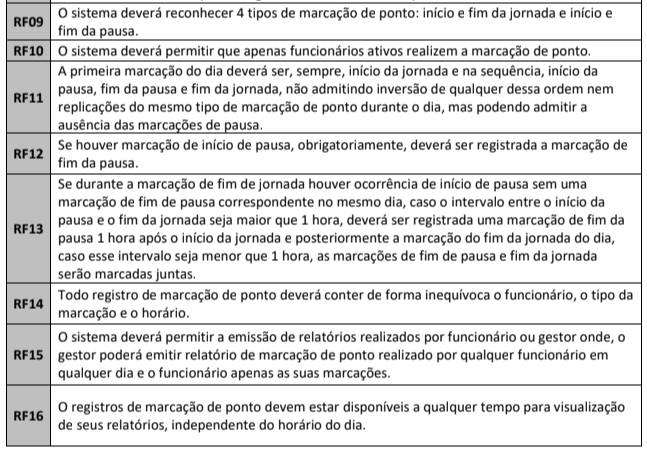 RF09 O sistema deverá reconhecer 4 tipos de marcação de ponto: início e fim da jornada e início e
fim da pausa.
RF10 O sistema deverá permitir que apenas funcionários ativos realizem a marcação de ponto.
RF11 A primeira marcação do dia deverá ser, sempre, início da jornada e na sequência, início da
pausa, fim da pausa e fim da jornada, não admitindo inversão de qualquer dessa ordem nem
replicações do mesmo tipo de marcação de ponto durante o dia, mas podendo admitir a
ausência das marcações de pausa.
RF12 Se houver marcação de início de pausa, obrigatoriamente, deverá ser registrada a marcação de
fim da pausa.
RF13 Se durante a marcação de fim de jornada houver ocorrência de início de pausa sem uma
marcação de fim de pausa correspondente no mesmo dia, caso o intervalo entre o início da
pausa e o fim da jornada seja maior que 1 hora, deverá ser registrada uma marcação de fim da
pausa 1 hora após o início da jornada e posteriormente a marcação do fim da jornada do dia,
caso esse intervalo seja menor que 1 hora, as marcações de fim de pausa e fim da jornada
serão marcadas juntas.
RF14 Todo registro de marcação de ponto deverá conter de forma inequívoca o funcionário, o tipo da
marcação e o horário.
RF15 O sistema deverá permitir a emissão de relatórios realizados por funcionário ou gestor onde, o
gestor poderá emitir relatório de marcação de ponto realizado por qualquer funcionário em
qualquer dia e o funcionário apenas as suas marcações.
RF16 O registros de marcação de ponto devem estar disponíveis a qualquer tempo para visualização
de seus relatórios, independente do horário do dia.